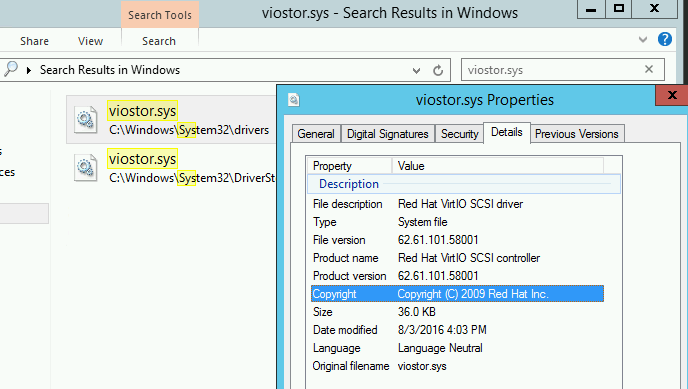 Search Tools
viostor.sys - Search Results in Windows
Share
View
Search
Search Results in Windows
viostor.sys
viostor.sys
C:\Windows\System32\drivers
viostor.sys
C:\Windows\System32\DriverSt
s
ces
viostor.sys Properties
General
Digital Signatures
Security
Details
Previous Versions
Property Value
Description
File description Red Hat VirtIO SCSI driver
Type System file
File version 62.61.101.58001
Product name Red Hat VirtIO SCSI controller
Product version 62.61.101.58001
Copyright Copyright (C) 2009 Red Hat Inc.
Size 36.0 KB
Date modified 8/3/2016 4:03 PM
Language Language Neutral
Original filename viostor.sys